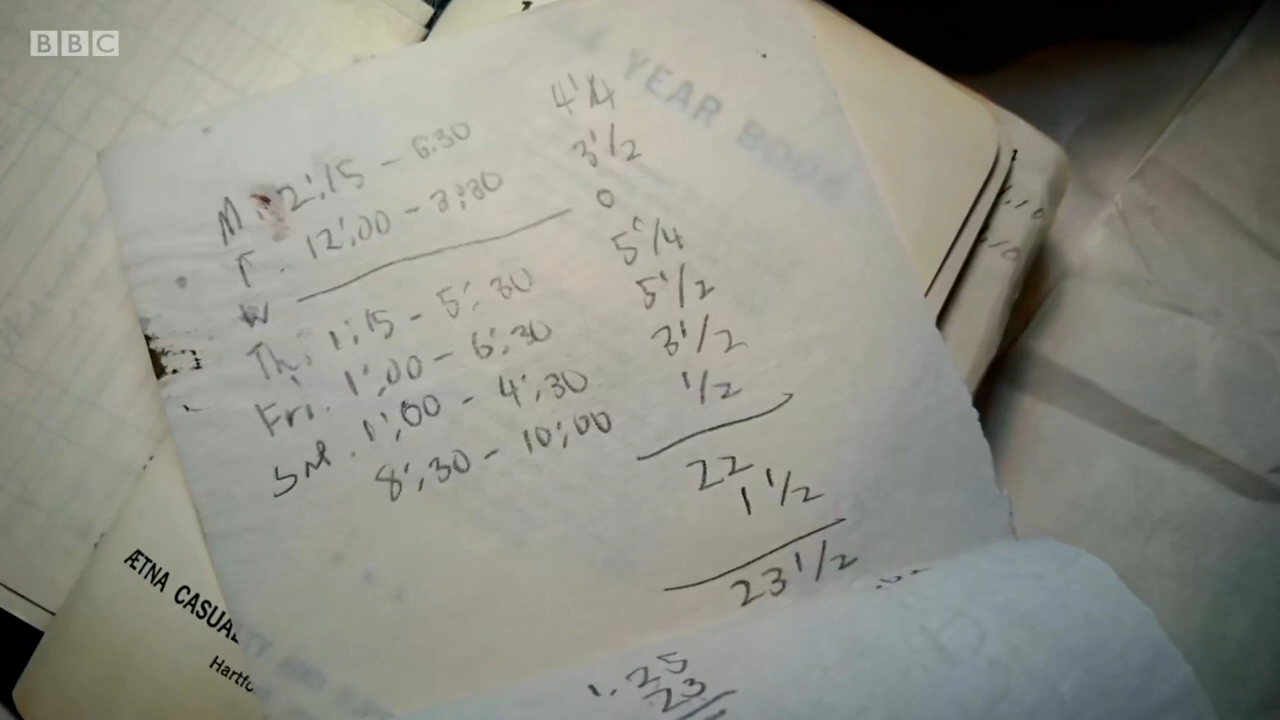 BBC
YEAR BOOK
M. 2:15 - 6:30 4 1/4
T. 12:00 - 3:30 3 1/2
W 0
Th. 1:15 - 5:30 5 1/4
Fri. 1:00 - 6:30 5 1/2
Sat. 1:00 - 4:30 3 1/2
8:30 - 10:00 1/2
22
1 1/2
23 1/2
1.25
23
ÆTNA CASUAL
Hartfo